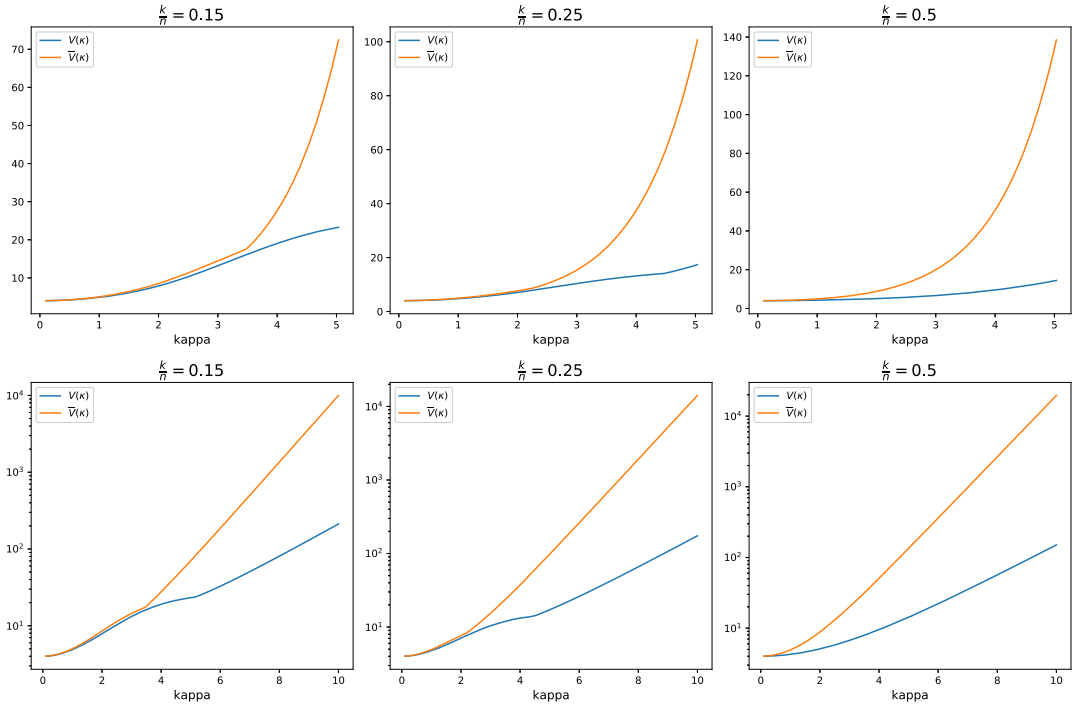 k/n = 0.15
70
60
50
40
30
20
10
V(κ)
V̅(κ)
0 1 2 3 4 5
kappa
k/n = 0.25
100
80
60
40
20
0
V(κ)
V̅(κ)
0 1 2 3 4 5
kappa
k/n = 0.5
140
120
100
80
60
40
20
0
V(κ)
V̅(κ)
0 1 2 3 4 5
kappa
k/n = 0.15
10⁴
10³
10²
10¹
V(κ)
V̅(κ)
0 2 4 6 8 10
kappa
k/n = 0.25
10⁴
10³
10²
10¹
V(κ)
V̅(κ)
0 2 4 6 8 10
kappa
k/n = 0.5
10⁴
10³
10²
10¹
V(κ)
V̅(κ)
0 2 4 6 8 10
kappa